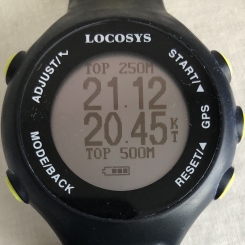 LOCOSYS
ADJUST/
START/◀
TOP 250M
21.12
20.45 KT
TOP 500M
GPS
MODE/BACK
RESET/▲